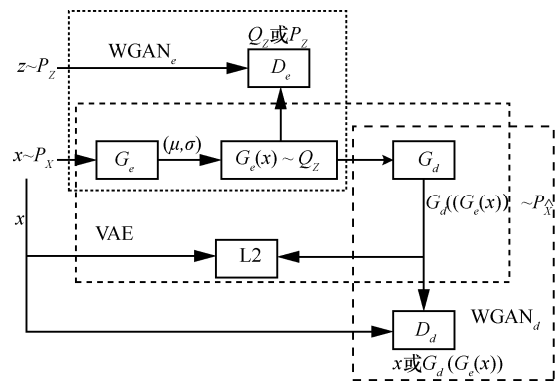 Q_Z或P_Z
WGAN_e
z~P_Z
D_e
x~P_X
G_e
(μ,σ)
G_e(x)~Q_Z
G_d
G_d((G_e(x)) ~P_X̂
x
VAE
L2
D_d
WGAN_d
x或G_d(G_e(x))